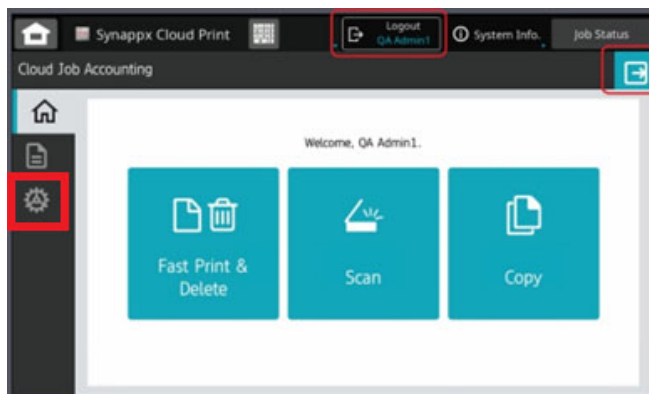 Synappx Cloud Print
Logout
QA Admin1
System Info.
Job Status
Cloud Job Accounting
Welcome, QA Admin1.
Fast Print &
Delete
Scan
Copy